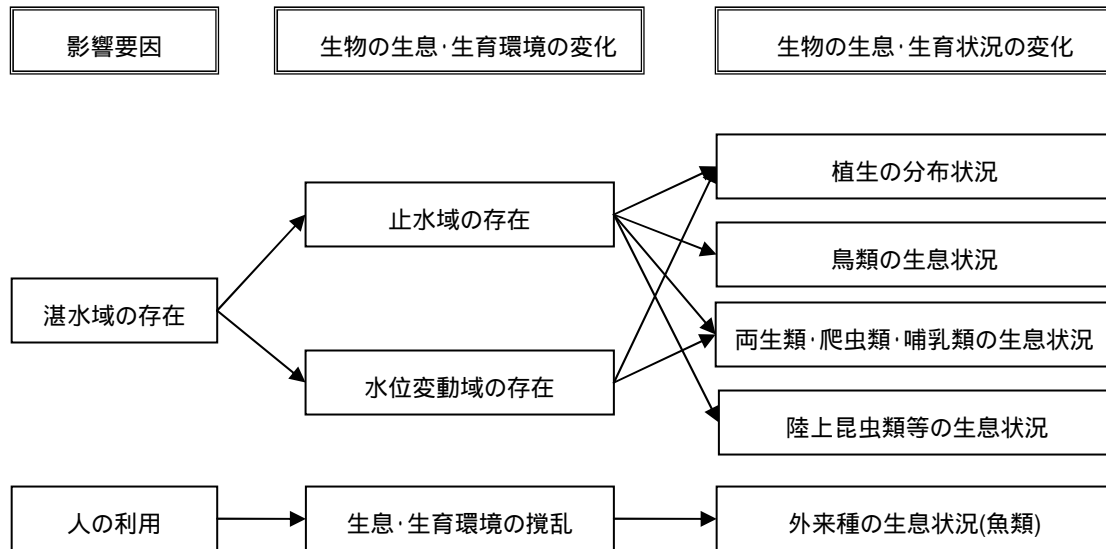 影響要因
生物の生息･生育環境の変化
生物の生息･生育状況の変化
植生の分布状況
止水域の存在
鳥類の生息状況
湛水域の存在
両生類･爬虫類･哺乳類の生息状況
水位変動域の存在
陸上昆虫類等の生息状況
人の利用
生息･生育環境の撹乱
外来種の生息状況(魚類)